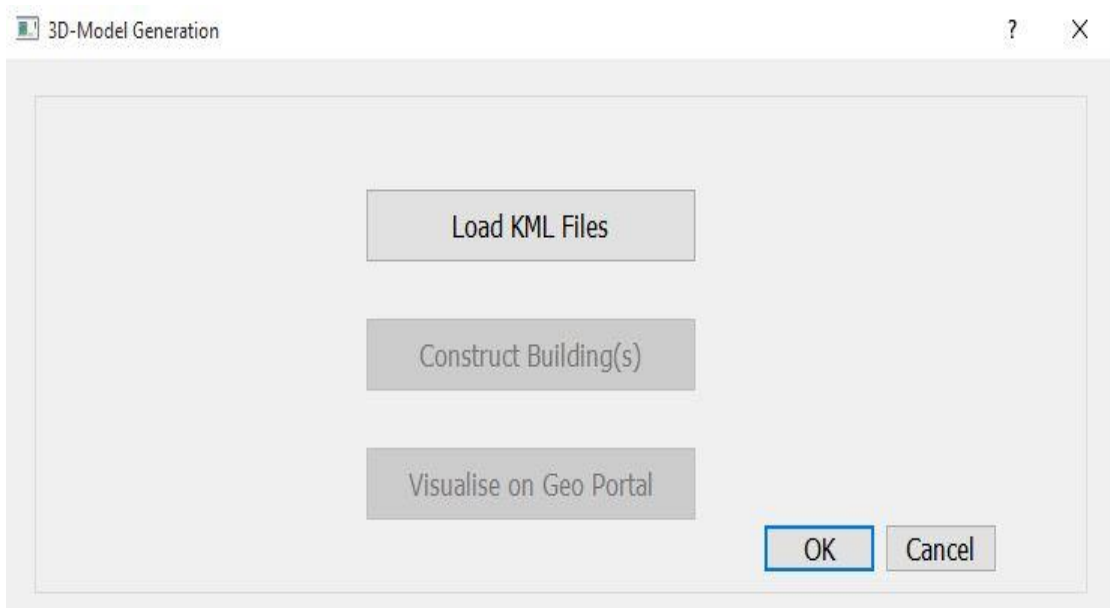 3D-Model Generation
?
Load KML Files
Construct Building(s)
Visualise on Geo Portal
OK
Cancel